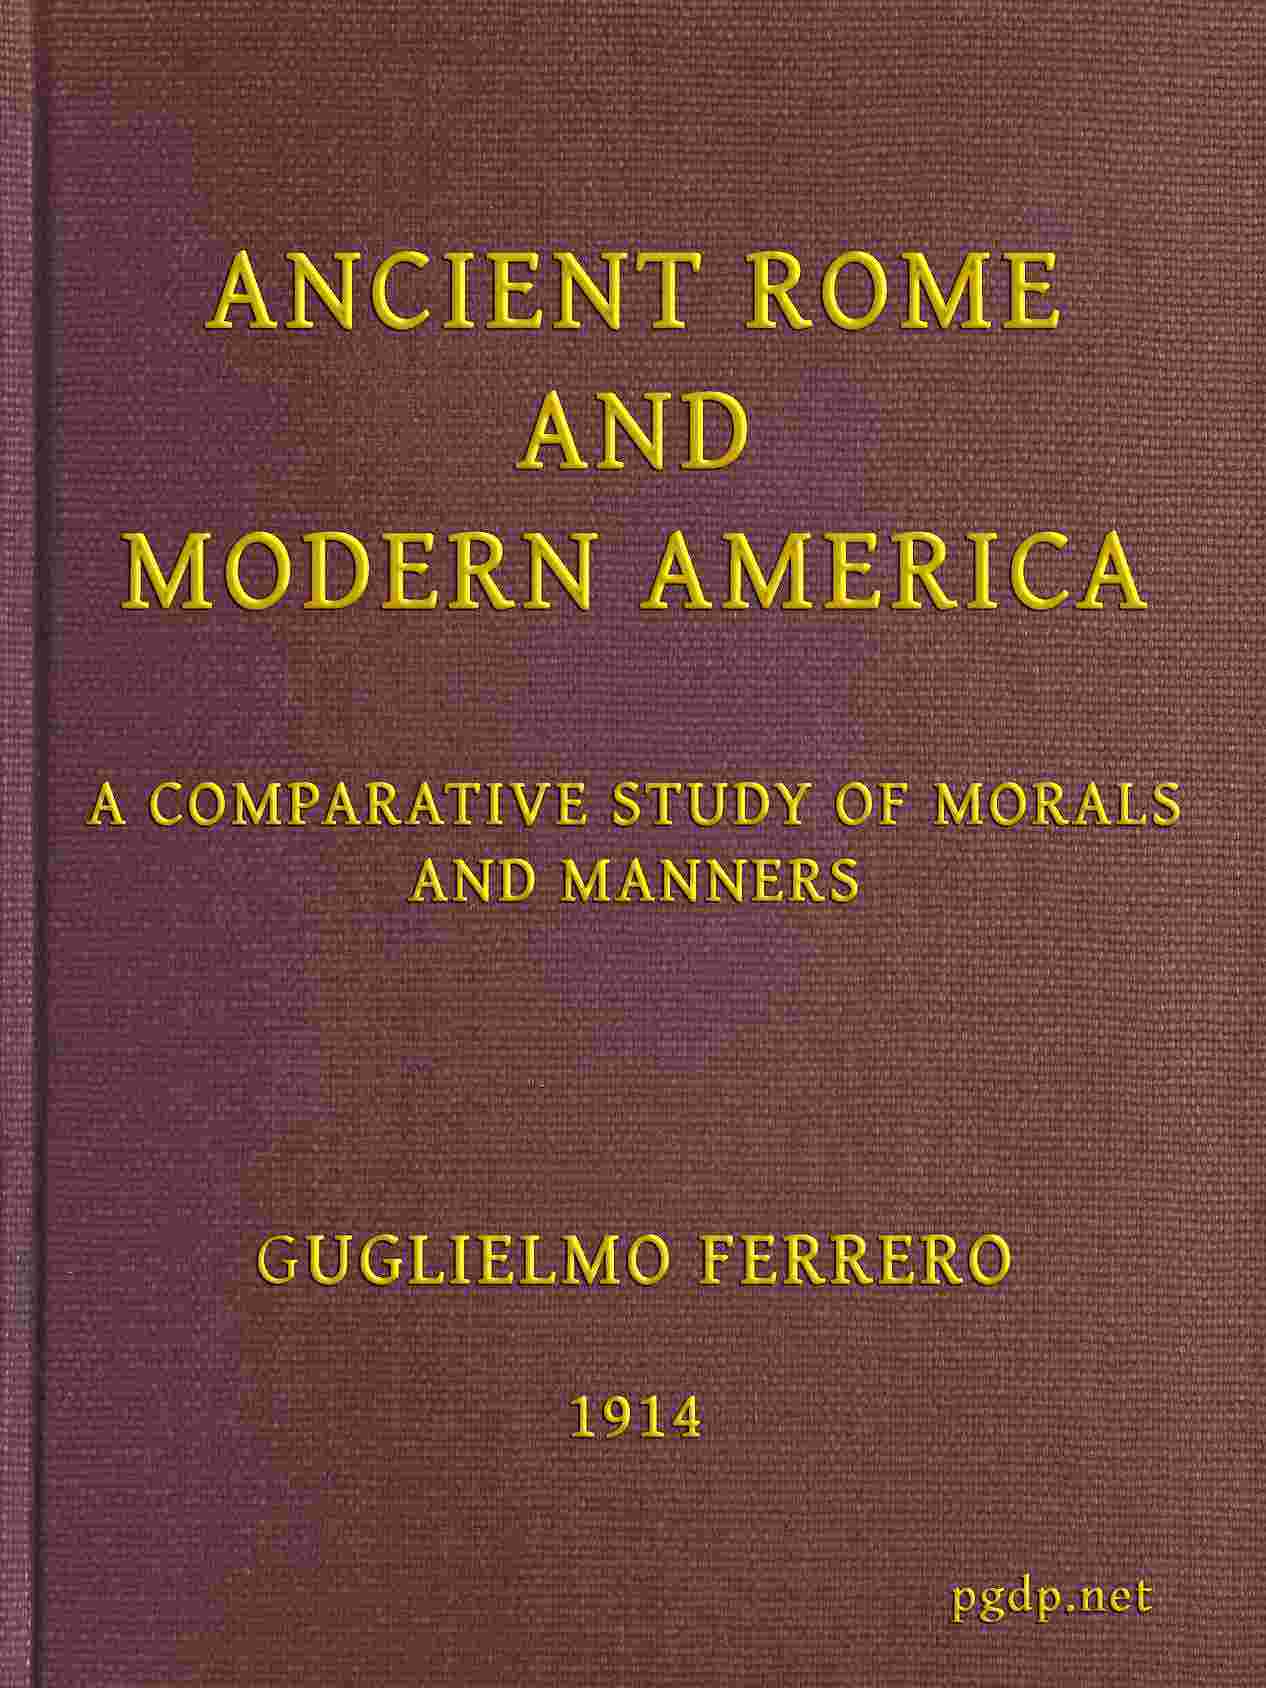 ANCIENT ROME
AND
MODERN AMERICA
A COMPARATIVE STUDY OF MORALS
AND MANNERS
GUGLIELMO FERRERO
1914
pgdp.net